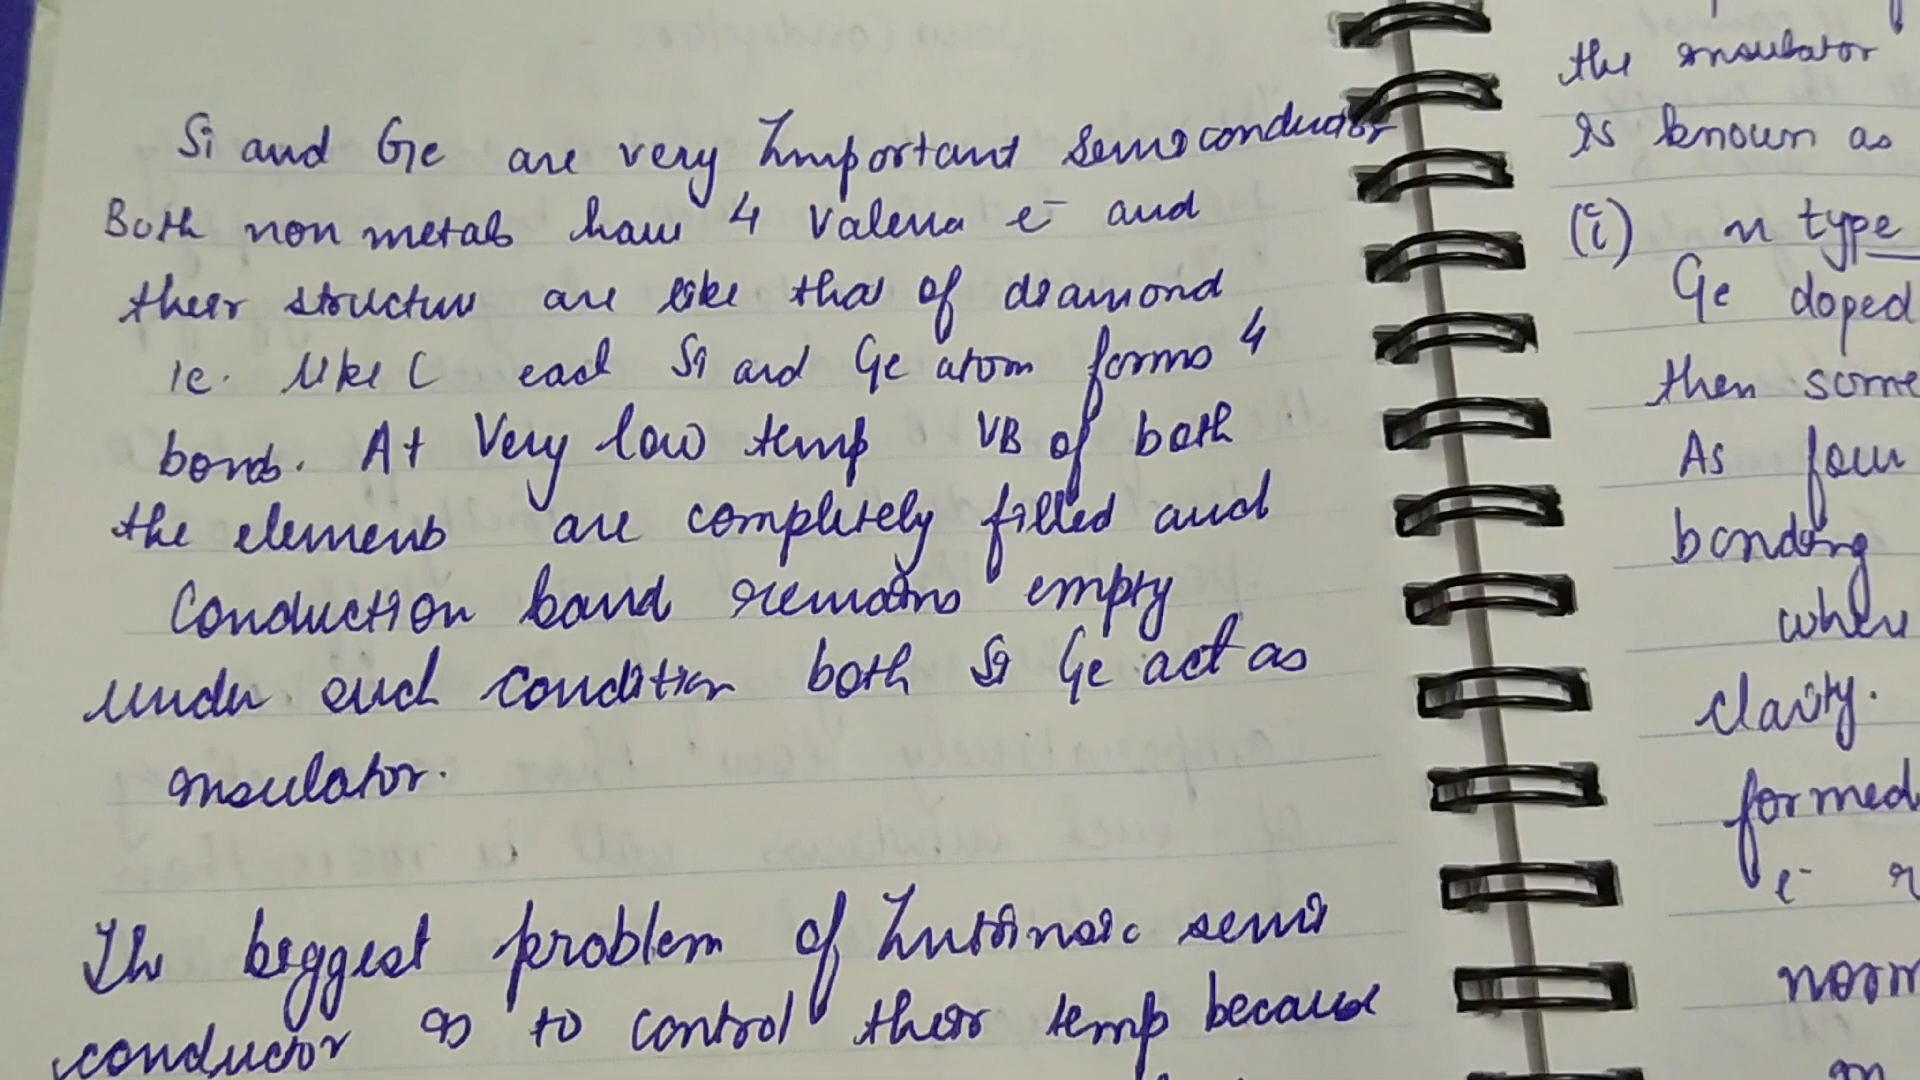 Si and Ge are very Important semiconductor
Both non metals have 4 Valena e- and
their structure are like that of diamond
ie. like C each Si and Ge atom forms 4
bonds. At Very low temp VB of both
the elements are completely filled and
Conduction band remains empty
under such condition both Si Ge act as
insulator.
The biggest problem of Intrinsic semi
conductor is to control their temp because
the insulator
is known as
(i) n type
Ge doped
then some
As four
bonding
where
clarity.
formed
e-
norm